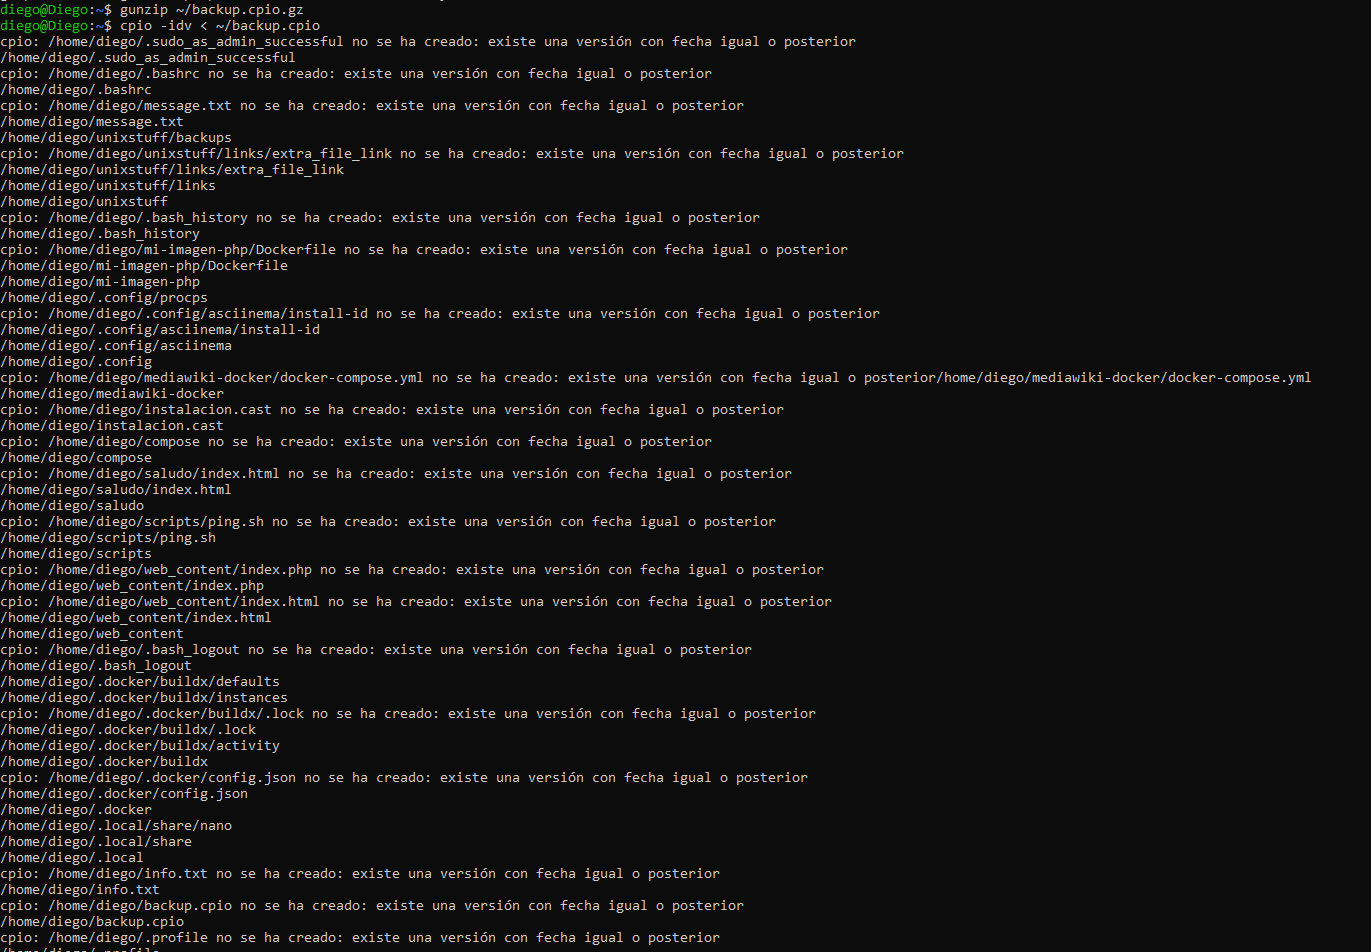 diego@Diego:~$ gunzip ~/backup.cpio.gz
diego@Diego:~$ cpio -idv < ~/backup.cpio
cpio: /home/diego/.sudo_as_admin_successful no se ha creado: existe una versión con fecha igual o posterior
/home/diego/.sudo_as_admin_successful
cpio: /home/diego/.bashrc no se ha creado: existe una versión con fecha igual o posterior
/home/diego/.bashrc
cpio: /home/diego/message.txt no se ha creado: existe una versión con fecha igual o posterior
/home/diego/message.txt
/home/diego/unixstuff/backups
cpio: /home/diego/unixstuff/links/extra_file_link no se ha creado: existe una versión con fecha igual o posterior
/home/diego/unixstuff/links/extra_file_link
/home/diego/unixstuff/links
/home/diego/unixstuff
cpio: /home/diego/.bash_history no se ha creado: existe una versión con fecha igual o posterior
/home/diego/.bash_history
cpio: /home/diego/mi-imagen-php/Dockerfile no se ha creado: existe una versión con fecha igual o posterior
/home/diego/mi-imagen-php/Dockerfile
/home/diego/mi-imagen-php
/home/diego/.config/procps
cpio: /home/diego/.config/asciinema/install-id no se ha creado: existe una versión con fecha igual o posterior
/home/diego/.config/asciinema/install-id
/home/diego/.config/asciinema
/home/diego/.config
cpio: /home/diego/mediawiki-docker/docker-compose.yml no se ha creado: existe una versión con fecha igual o posterior/home/diego/mediawiki-docker/docker-compose.yml
/home/diego/mediawiki-docker
cpio: /home/diego/instalacion.cast no se ha creado: existe una versión con fecha igual o posterior
/home/diego/instalacion.cast
cpio: /home/diego/compose no se ha creado: existe una versión con fecha igual o posterior
/home/diego/compose
cpio: /home/diego/saludo/index.html no se ha creado: existe una versión con fecha igual o posterior
/home/diego/saludo/index.html
/home/diego/saludo
cpio: /home/diego/scripts/ping.sh no se ha creado: existe una versión con fecha igual o posterior
/home/diego/scripts/ping.sh
/home/diego/scripts
cpio: /home/diego/web_content/index.php no se ha creado: existe una versión con fecha igual o posterior
/home/diego/web_content/index.php
cpio: /home/diego/web_content/index.html no se ha creado: existe una versión con fecha igual o posterior
/home/diego/web_content/index.html
/home/diego/web_content
cpio: /home/diego/.bash_logout no se ha creado: existe una versión con fecha igual o posterior
/home/diego/.bash_logout
/home/diego/.docker/buildx/defaults
/home/diego/.docker/buildx/instances
cpio: /home/diego/.docker/buildx/.lock no se ha creado: existe una versión con fecha igual o posterior
/home/diego/.docker/buildx/.lock
/home/diego/.docker/buildx/activity
/home/diego/.docker/buildx
cpio: /home/diego/.docker/config.json no se ha creado: existe una versión con fecha igual o posterior
/home/diego/.docker/config.json
/home/diego/.docker
/home/diego/.local/share/nano
/home/diego/.local/share
/home/diego/.local
cpio: /home/diego/info.txt no se ha creado: existe una versión con fecha igual o posterior
/home/diego/info.txt
cpio: /home/diego/backup.cpio no se ha creado: existe una versión con fecha igual o posterior
/home/diego/backup.cpio
cpio: /home/diego/.profile no se ha creado: existe una versión con fecha igual o posterior